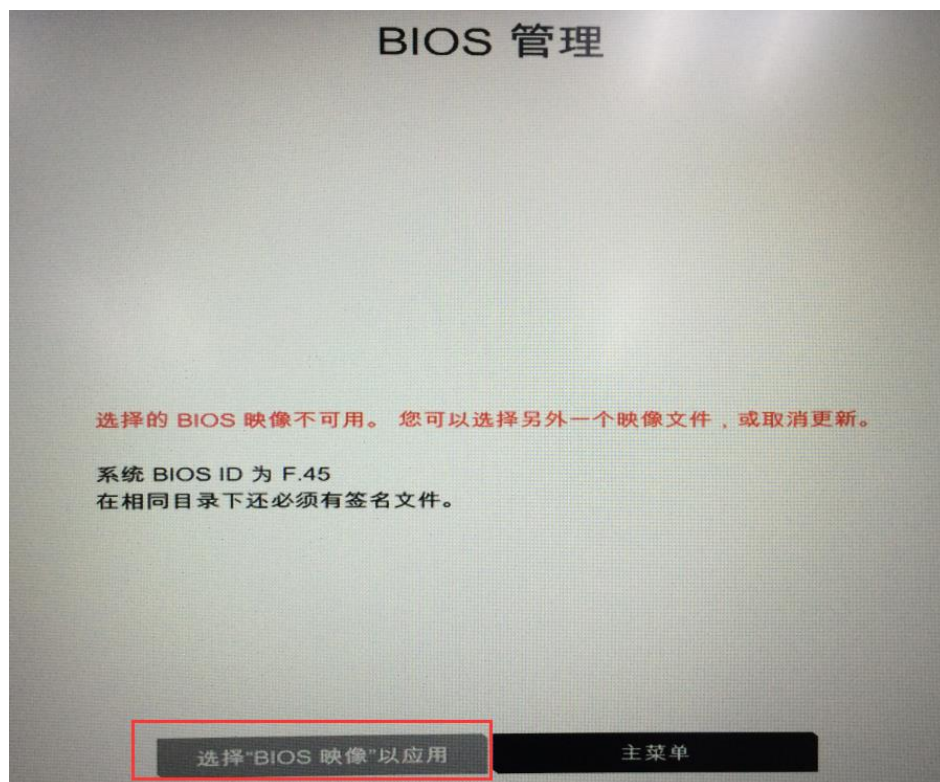 BIOS 管理
选择的 BIOS 映像不可用。 您可以选择另外一个映像文件，或取消更新。
系统 BIOS ID 为 F.45
在相同目录下还必须有签名文件。
选择“BIOS 映像”以应用
主菜单